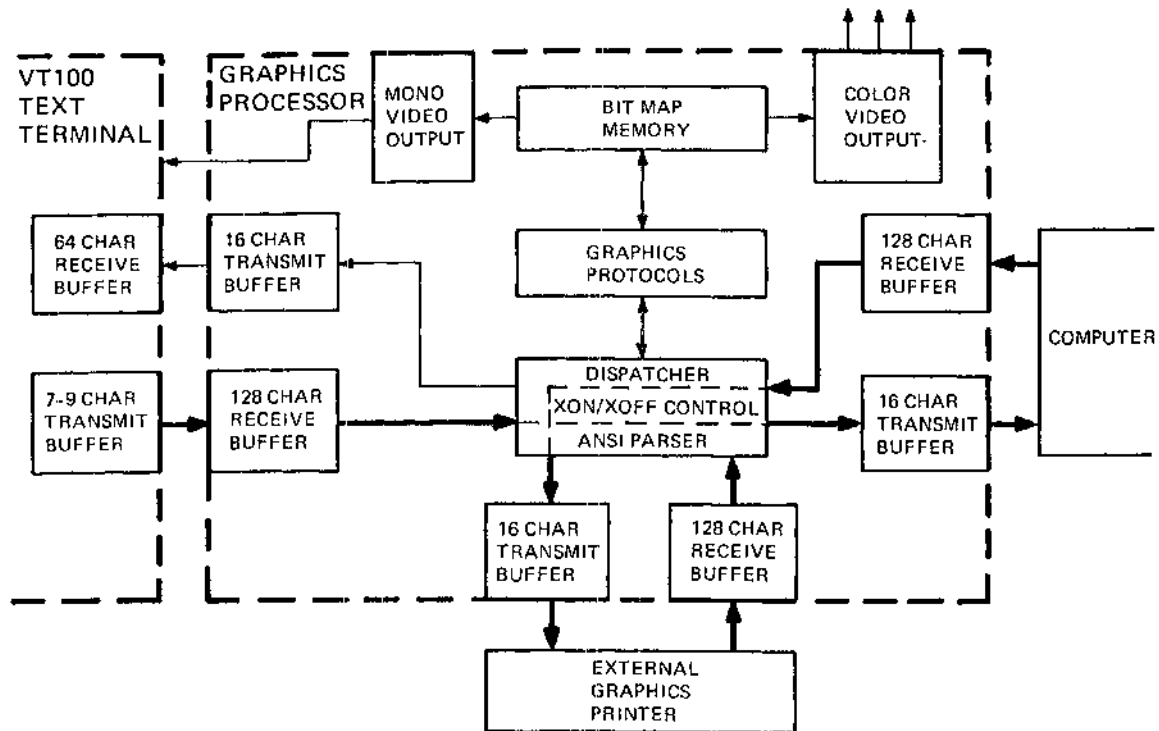 VT100
TEXT
TERMINAL
GRAPHICS
PROCESSOR
MONO
VIDEO
OUTPUT
BIT MAP
MEMORY
COLOR
VIDEO
OUTPUT
64 CHAR
RECEIVE
BUFFER
16 CHAR
TRANSMIT
BUFFER
GRAPHICS
PROTOCOLS
128 CHAR
RECEIVE
BUFFER
COMPUTER
7-9 CHAR
TRANSMIT
BUFFER
128 CHAR
RECEIVE
BUFFER
DISPATCHER
XON/XOFF CONTROL
ANSI PARSER
16 CHAR
TRANSMIT
BUFFER
16 CHAR
TRANSMIT
BUFFER
128 CHAR
RECEIVE
BUFFER
EXTERNAL
GRAPHICS
PRINTER